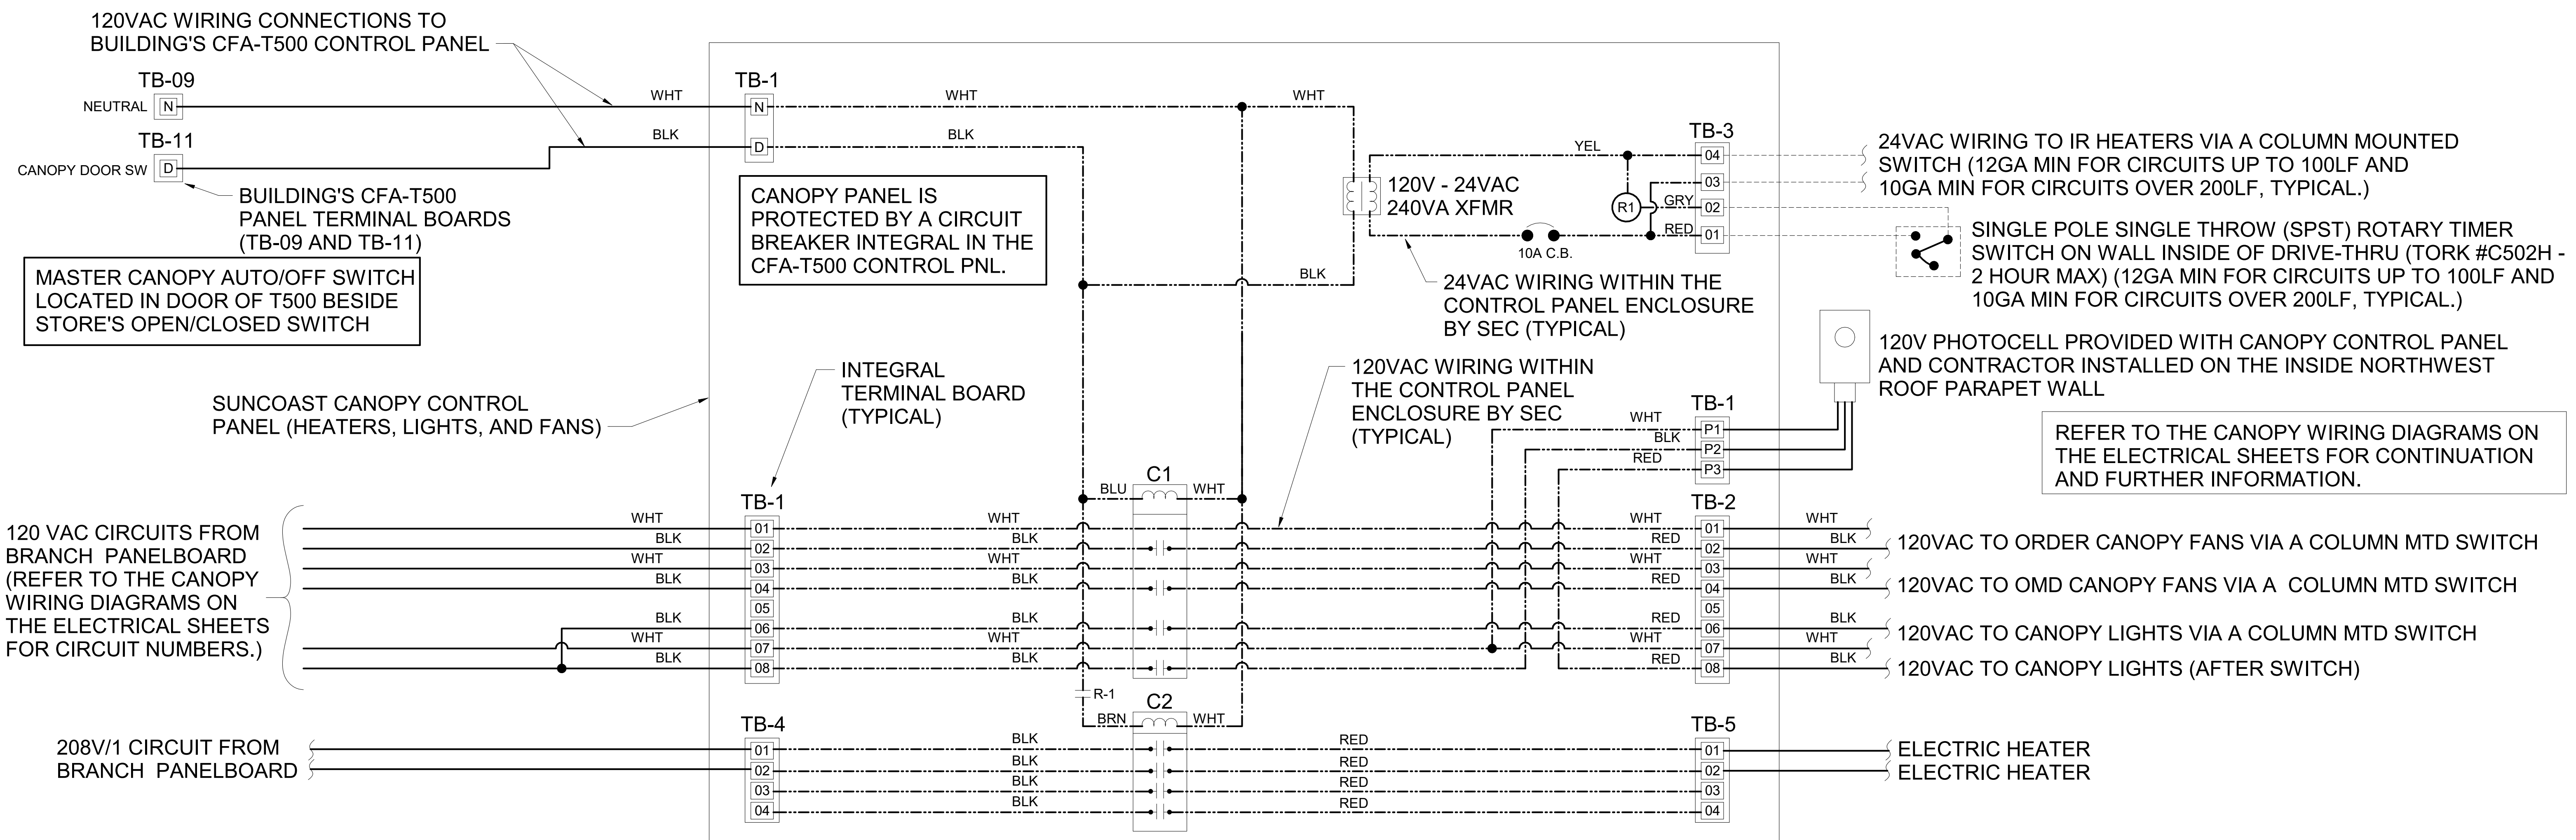 120VAC WIRING CONNECTIONS TO
BUILDING'S CFA-T500 CONTROL PANEL
TB-09
NEUTRAL
N
WHT
TB-11
CANOPY DOOR SW
D
BLK
BUILDING'S CFA-T500
PANEL TERMINAL BOARDS
(TB-09 AND TB-11)
MASTER CANOPY AUTO/OFF SWITCH
LOCATED IN DOOR OF T500 BESIDE
STORE'S OPEN/CLOSED SWITCH
TB-1
N
D
WHT
BLK
WHT
BLK
CANOPY PANEL IS
PROTECTED BY A CIRCUIT
BREAKER INTEGRAL IN THE
CFA-T500 CONTROL PNL.
120V - 24VAC
240VA XFMR
YEL
R1
GRY
RED
10A C.B.
TB-3
04
03
02
01
24VAC WIRING TO IR HEATERS VIA A COLUMN MOUNTED
SWITCH (12GA MIN FOR CIRCUITS UP TO 100LF AND
10GA MIN FOR CIRCUITS OVER 200LF, TYPICAL.)
SINGLE POLE SINGLE THROW (SPST) ROTARY TIMER
SWITCH ON WALL INSIDE OF DRIVE-THRU (TORK #C502H -
2 HOUR MAX) (12GA MIN FOR CIRCUITS UP TO 100LF AND
10GA MIN FOR CIRCUITS OVER 200LF, TYPICAL.)
24VAC WIRING WITHIN THE
CONTROL PANEL ENCLOSURE
BY SEC (TYPICAL)
120V PHOTOCELL PROVIDED WITH CANOPY CONTROL PANEL
AND CONTRACTOR INSTALLED ON THE INSIDE NORTHWEST
ROOF PARAPET WALL
SUNCOAST CANOPY CONTROL
PANEL (HEATERS, LIGHTS, AND FANS)
INTEGRAL
TERMINAL BOARD
(TYPICAL)
120VAC WIRING WITHIN
THE CONTROL PANEL
ENCLOSURE BY SEC
(TYPICAL)
TB-1
WHT
P1
BLK
P2
RED
P3
REFER TO THE CANOPY WIRING DIAGRAMS ON
THE ELECTRICAL SHEETS FOR CONTINUATION
AND FURTHER INFORMATION.
C1
BLU
WHT
120 VAC CIRCUITS FROM
BRANCH PANELBOARD
(REFER TO THE CANOPY
WIRING DIAGRAMS ON
THE ELECTRICAL SHEETS
FOR CIRCUIT NUMBERS.)
TB-1
WHT
01
BLK
02
WHT
03
BLK
04
05
BLK
06
WHT
07
BLK
08
WHT
BLK
WHT
BLK
BLK
WHT
BLK
TB-2
WHT
01
WHT
RED
02
BLK
WHT
03
WHT
RED
04
BLK
05
RED
06
BLK
WHT
07
WHT
RED
08
BLK
120VAC TO ORDER CANOPY FANS VIA A COLUMN MTD SWITCH
120VAC TO OMD CANOPY FANS VIA A COLUMN MTD SWITCH
120VAC TO CANOPY LIGHTS VIA A COLUMN MTD SWITCH
120VAC TO CANOPY LIGHTS (AFTER SWITCH)
R-1
C2
BRN
WHT
208V/1 CIRCUIT FROM
BRANCH PANELBOARD
TB-4
01
02
03
04
BLK
RED
BLK
RED
BLK
RED
BLK
RED
TB-5
01
02
03
04
ELECTRIC HEATER
ELECTRIC HEATER